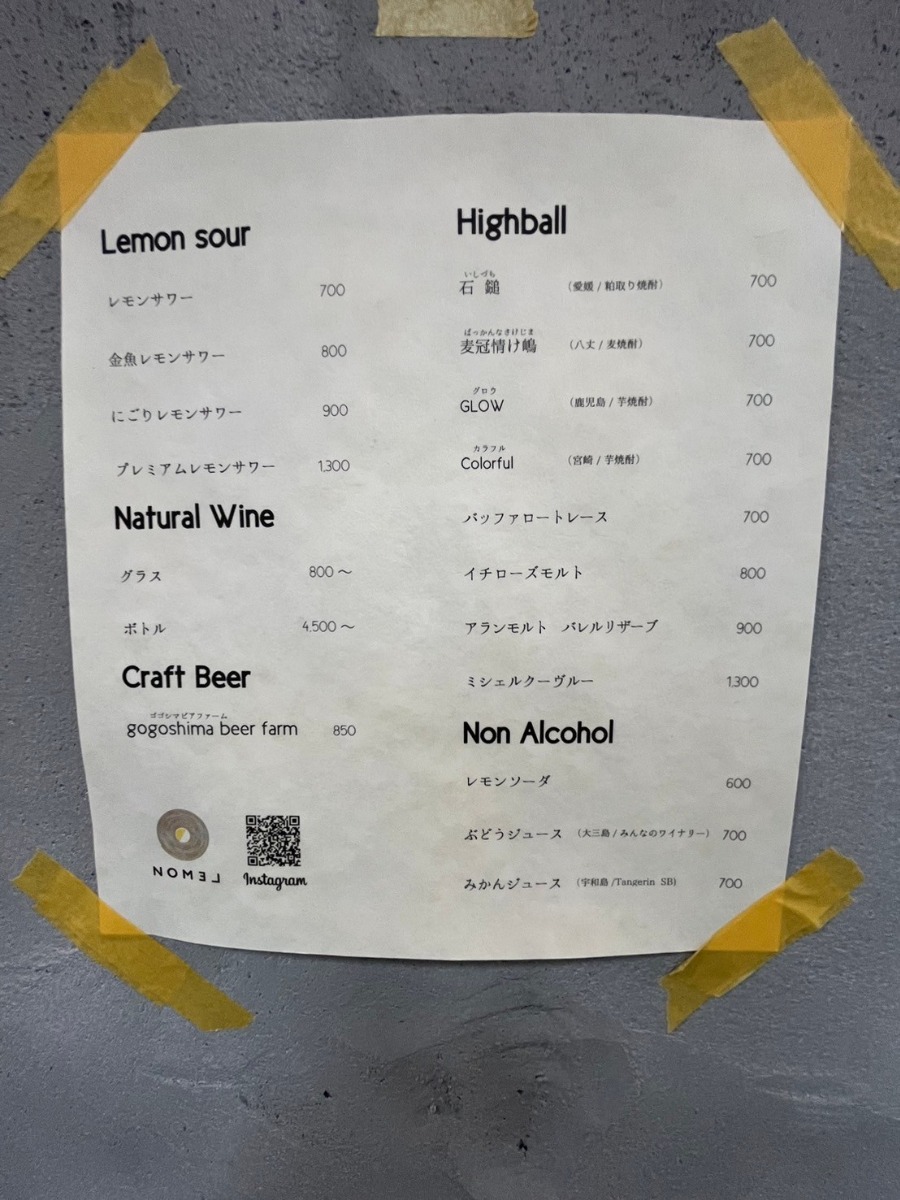 Lemon sour
レモンサワー 700
金魚レモンサワー 800
にごりレモンサワー 900
プレミアムレモンサワー 1,300
Natural Wine
グラス 800 〜
ボトル 4,500 〜
Craft Beer
ゴゴシマビアファーム
gogoshima beer farm 850
LEMON
Instagram
Highball
いしづち
石 鎚 (愛媛 / 粕取り焼酎) 700
ばっかんなさけじま
麦冠情け嶋 (八丈 / 麦焼酎) 700
グロウ
GLOW (鹿児島 / 芋焼酎) 700
カラフル
Colorful (宮崎 / 芋焼酎) 700
バッファロートレース 700
イチローズモルト 800
アランモルト バレルリザーブ 900
ミシェルクーヴルー 1,300
Non Alcohol
レモンソーダ 600
ぶどうジュース (大三島 / みんなのワイナリー) 700
みかんジュース (宇和島 /Tangerin SB) 700